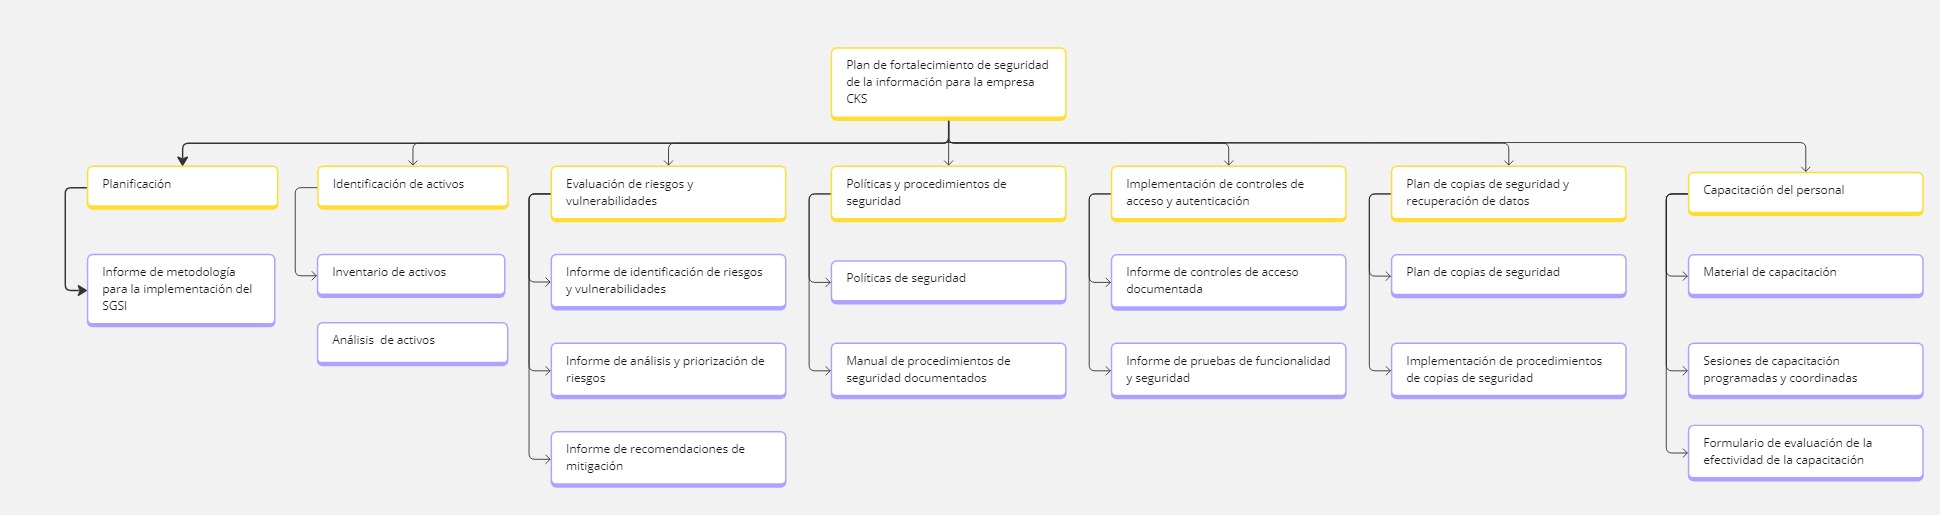 Plan de fortalecimiento de seguridad
de la información para la empresa
CKS
Planificación
Informe de metodología
para la implementación del
SGSI
Identificación de activos
Inventario de activos
Análisis  de activos
Evaluación de riesgos y
vulnerabilidades
Informe de identificación de riesgos
y vulnerabilidades
Informe de análisis y priorización de
riesgos
Informe de recomendaciones de
mitigación
Políticas y procedimientos de
seguridad
Políticas de seguridad
Manual de procedimientos de
seguridad documentados
Implementación de controles de
acceso y autenticación
Informe de controles de acceso
documentada
Informe de pruebas de funcionalidad
y seguridad
Plan de copias de seguridad y
recuperación de datos
Plan de copias de seguridad
Implementación de procedimientos
de copias de seguridad
Capacitación del personal
Material de capacitación
Sesiones de capacitación
programadas y coordinadas
Formulario de evaluación de la
efectividad de la capacitación